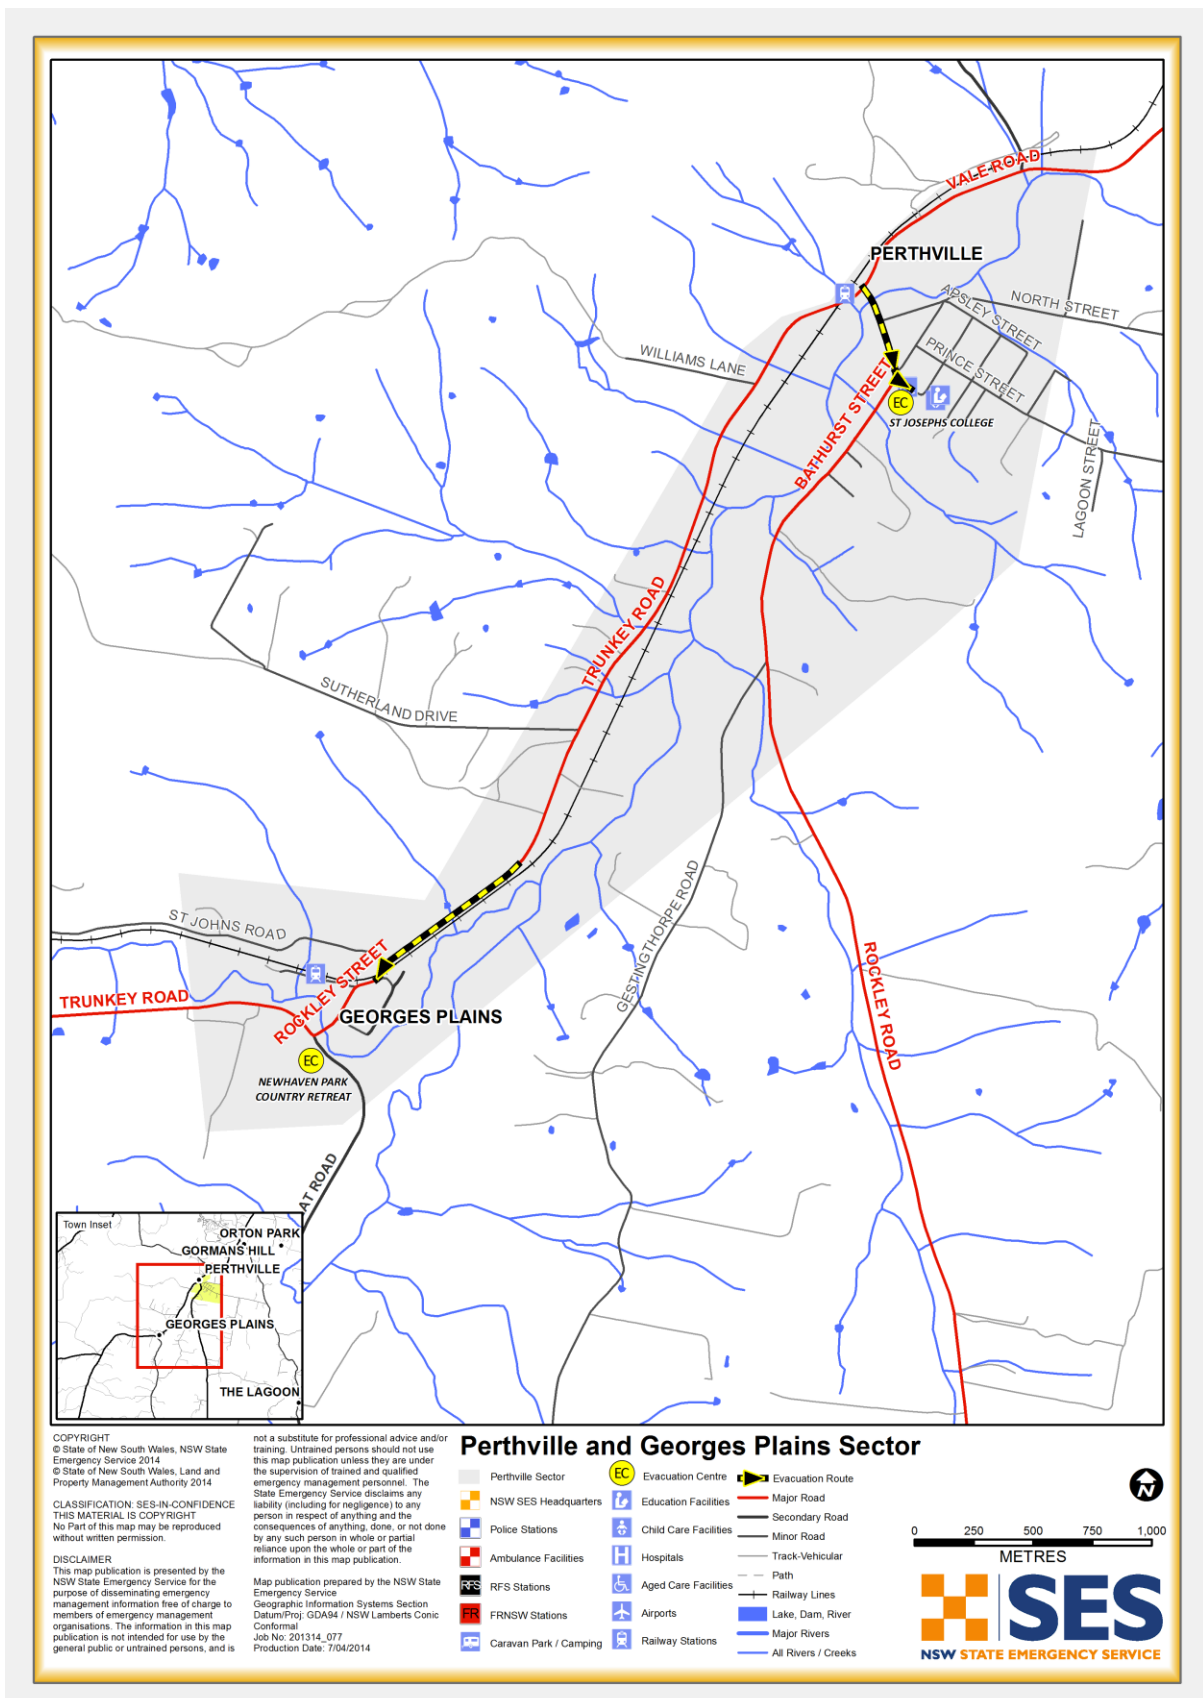 VALE ROAD
PERTHVILLE
APSLEY STREET
NORTH STREET
PRINCE STREET
WILLIAMS LANE
BATHURST STREET
EC
ST JOSEPHS COLLEGE
LAGOON STREET
TRUNKEY ROAD
SUTHERLAND DRIVE
GESTINGTHORPE ROAD
ST JOHNS ROAD
ROCKLEY STREET
ROCKLEY ROAD
TRUNKEY ROAD
GEORGES PLAINS
EC
NEWHAVEN PARK
COUNTRY RETREAT
AT ROAD
Town Inset
ORTON PARK
GORMANS HILL
PERTHVILLE
GEORGES PLAINS
THE LAGOON
COPYRIGHT
© State of New South Wales, NSW State
Emergency Service 2014
© State of New South Wales, Land and
Property Management Authority 2014
CLASSIFICATION: SES-IN-CONFIDENCE
THIS MATERIAL IS COPYRIGHT
No Part of this map may be reproduced
without written permission.
DISCLAIMER
This map publication is presented by the
NSW State Emergency Service for the
purpose of disseminating emergency
management information free of charge to
members of emergency management
organisations. The information in this map
publication is not intended for use by the
general public or untrained persons, and is
not a substitute for professional advice and/or
training. Untrained persons should not use
this map publication unless they are under
the supervision of trained and qualified
emergency management personnel. The
State Emergency Service disclaims any
liability (including for negligence) to any
person in respect of anything and the
consequences of anything, done, or not done
by any such person in whole or partial
reliance upon the whole or part of the
information in this map publication.
Map publication prepared by the NSW State
Emergency Service
Geographic Information Systems Section
Datum/Proj: GDA94 / NSW Lamberts Conic
Conformal
Job No: 201314_077
Production Date: 7/04/2014
Perthville and Georges Plains Sector
Perthville Sector
NSW SES Headquarters
Police Stations
Ambulance Facilities
RFS RFS Stations
FR FRNSW Stations
Caravan Park / Camping
EC Evacuation Centre
Education Facilities
Child Care Facilities
H Hospitals
Aged Care Facilities
Airports
Railway Stations
Evacuation Route
Major Road
Secondary Road
Minor Road
Track-Vehicular
Path
Railway Lines
Lake, Dam, River
Major Rivers
All Rivers / Creeks
N
0 250 500 750 1,000
METRES
SES
NSW STATE EMERGENCY SERVICE